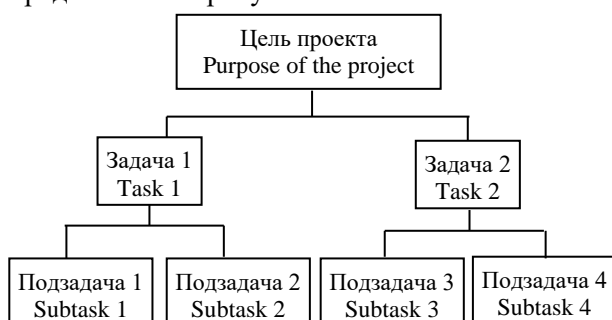 Цель проекта
Purpose of the project
Задача 1
Task 1
Задача 2
Task 2
Подзадача 1
Subtask 1
Подзадача 2
Subtask 2
Подзадача 3
Subtask 3
Подзадача 4
Subtask 4